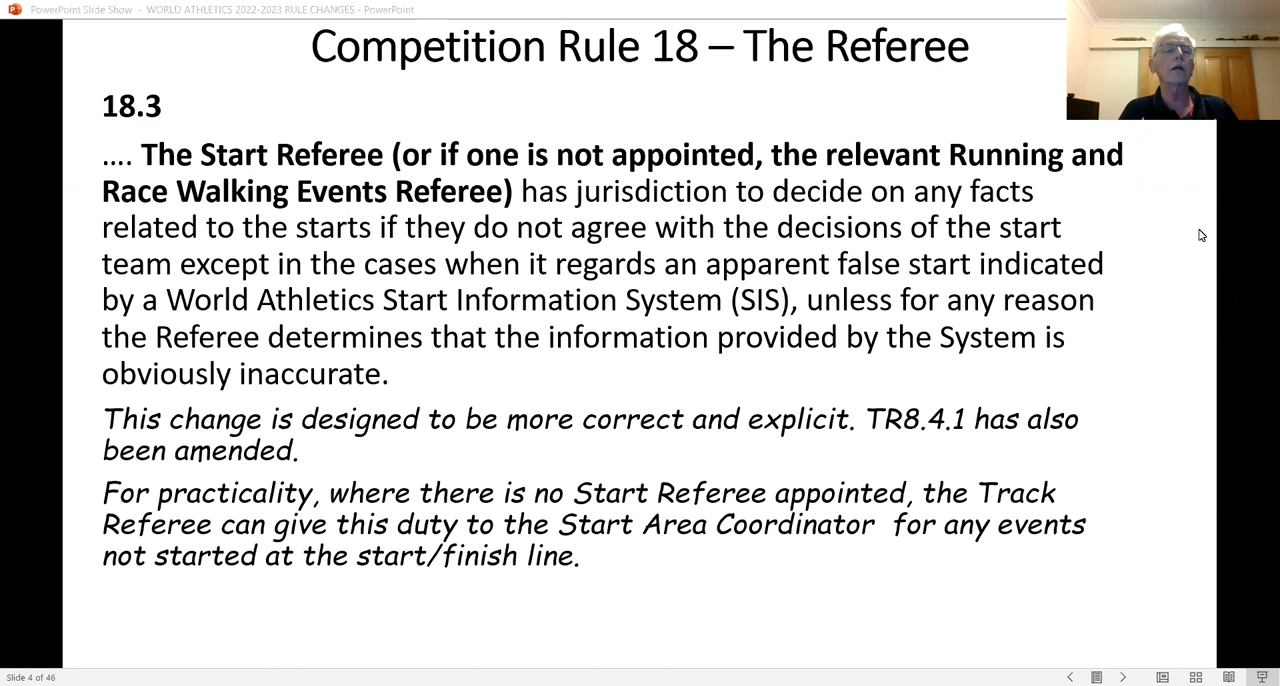 PowerPoint Slide Show - WORLD ATHLETICS 2022-2023 RULE CHANGES - PowerPoint
Competition Rule 18 – The Referee
18.3
.... The Start Referee (or if one is not appointed, the relevant Running and
Race Walking Events Referee) has jurisdiction to decide on any facts
related to the starts if they do not agree with the decisions of the start
team except in the cases when it regards an apparent false start indicated
by a World Athletics Start Information System (SIS), unless for any reason
the Referee determines that the information provided by the System is
obviously inaccurate.
This change is designed to be more correct and explicit. TR8.4.1 has also
been amended.
For practicality, where there is no Start Referee appointed, the Track
Referee can give this duty to the Start Area Coordinator for any events
not started at the start/finish line.
Slide 4 of 46